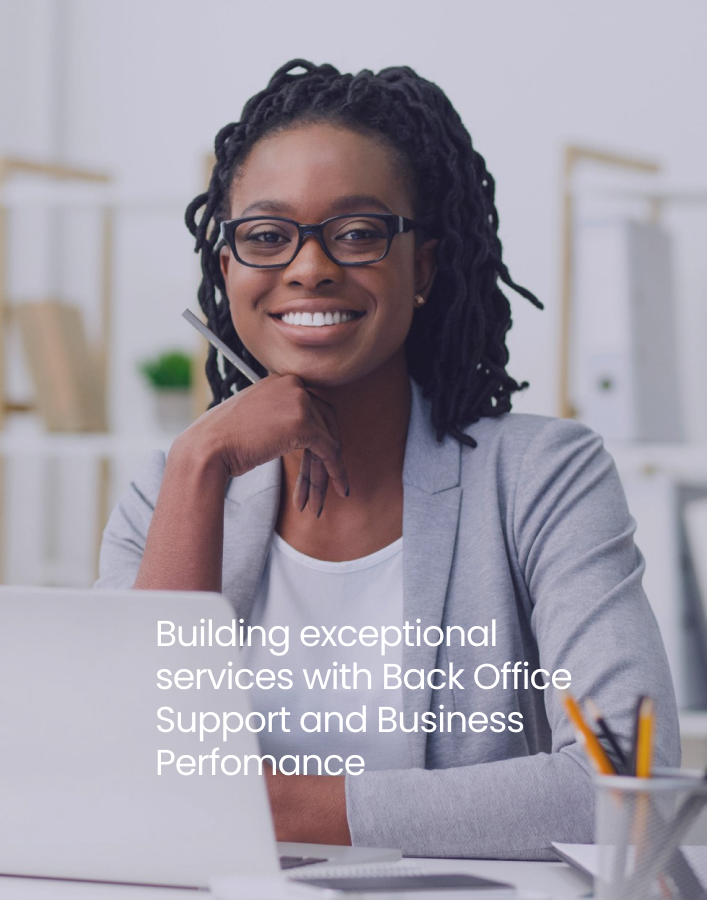 Building exceptional
services with Back Office
Support and Business
Perfomance